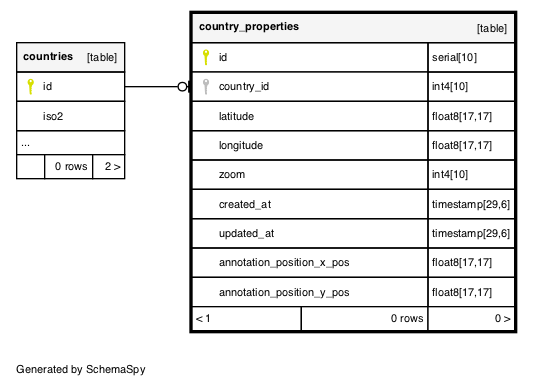 countries [table]
id
iso2
...
0 rows 2 >
country_properties [table]
id serial[10]
country_id int4[10]
latitude float8[17,17]
longitude float8[17,17]
zoom int4[10]
created_at timestamp[29,6]
updated_at timestamp[29,6]
annotation_position_x_pos float8[17,17]
annotation_position_y_pos float8[17,17]
< 1 0 rows 0 >
Generated by SchemaSpy